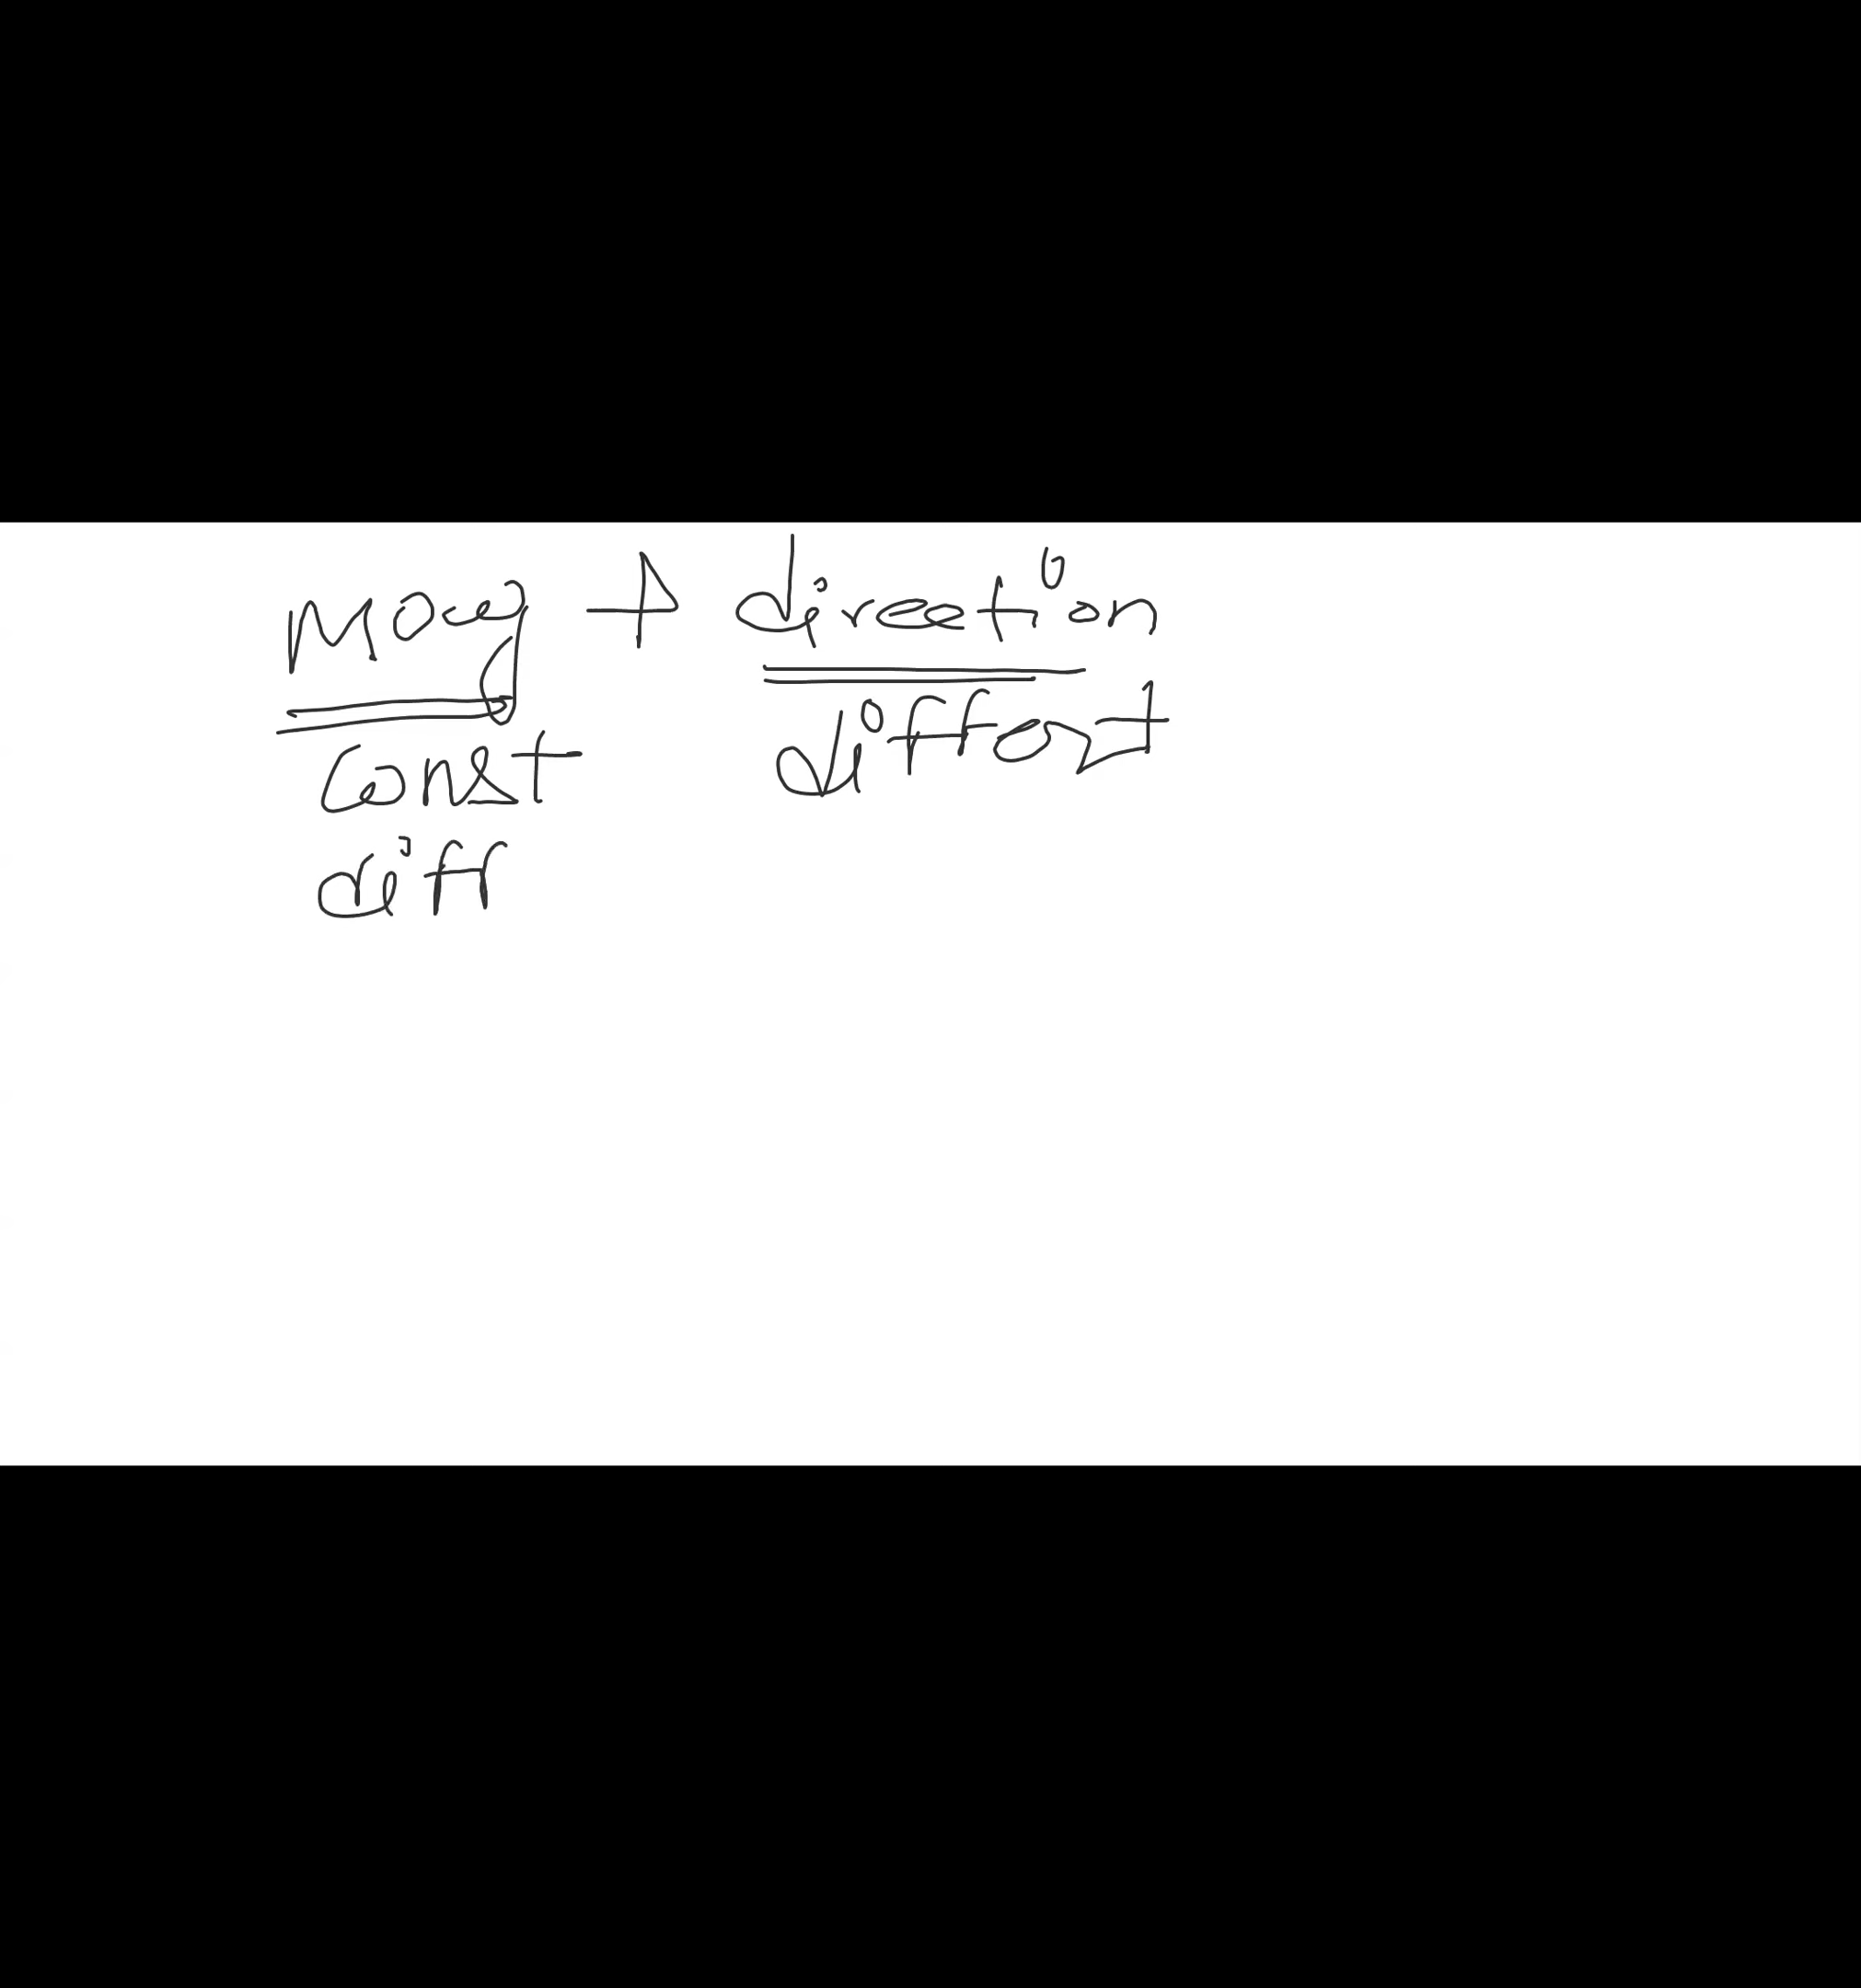 Mag + direction
Const different
diff